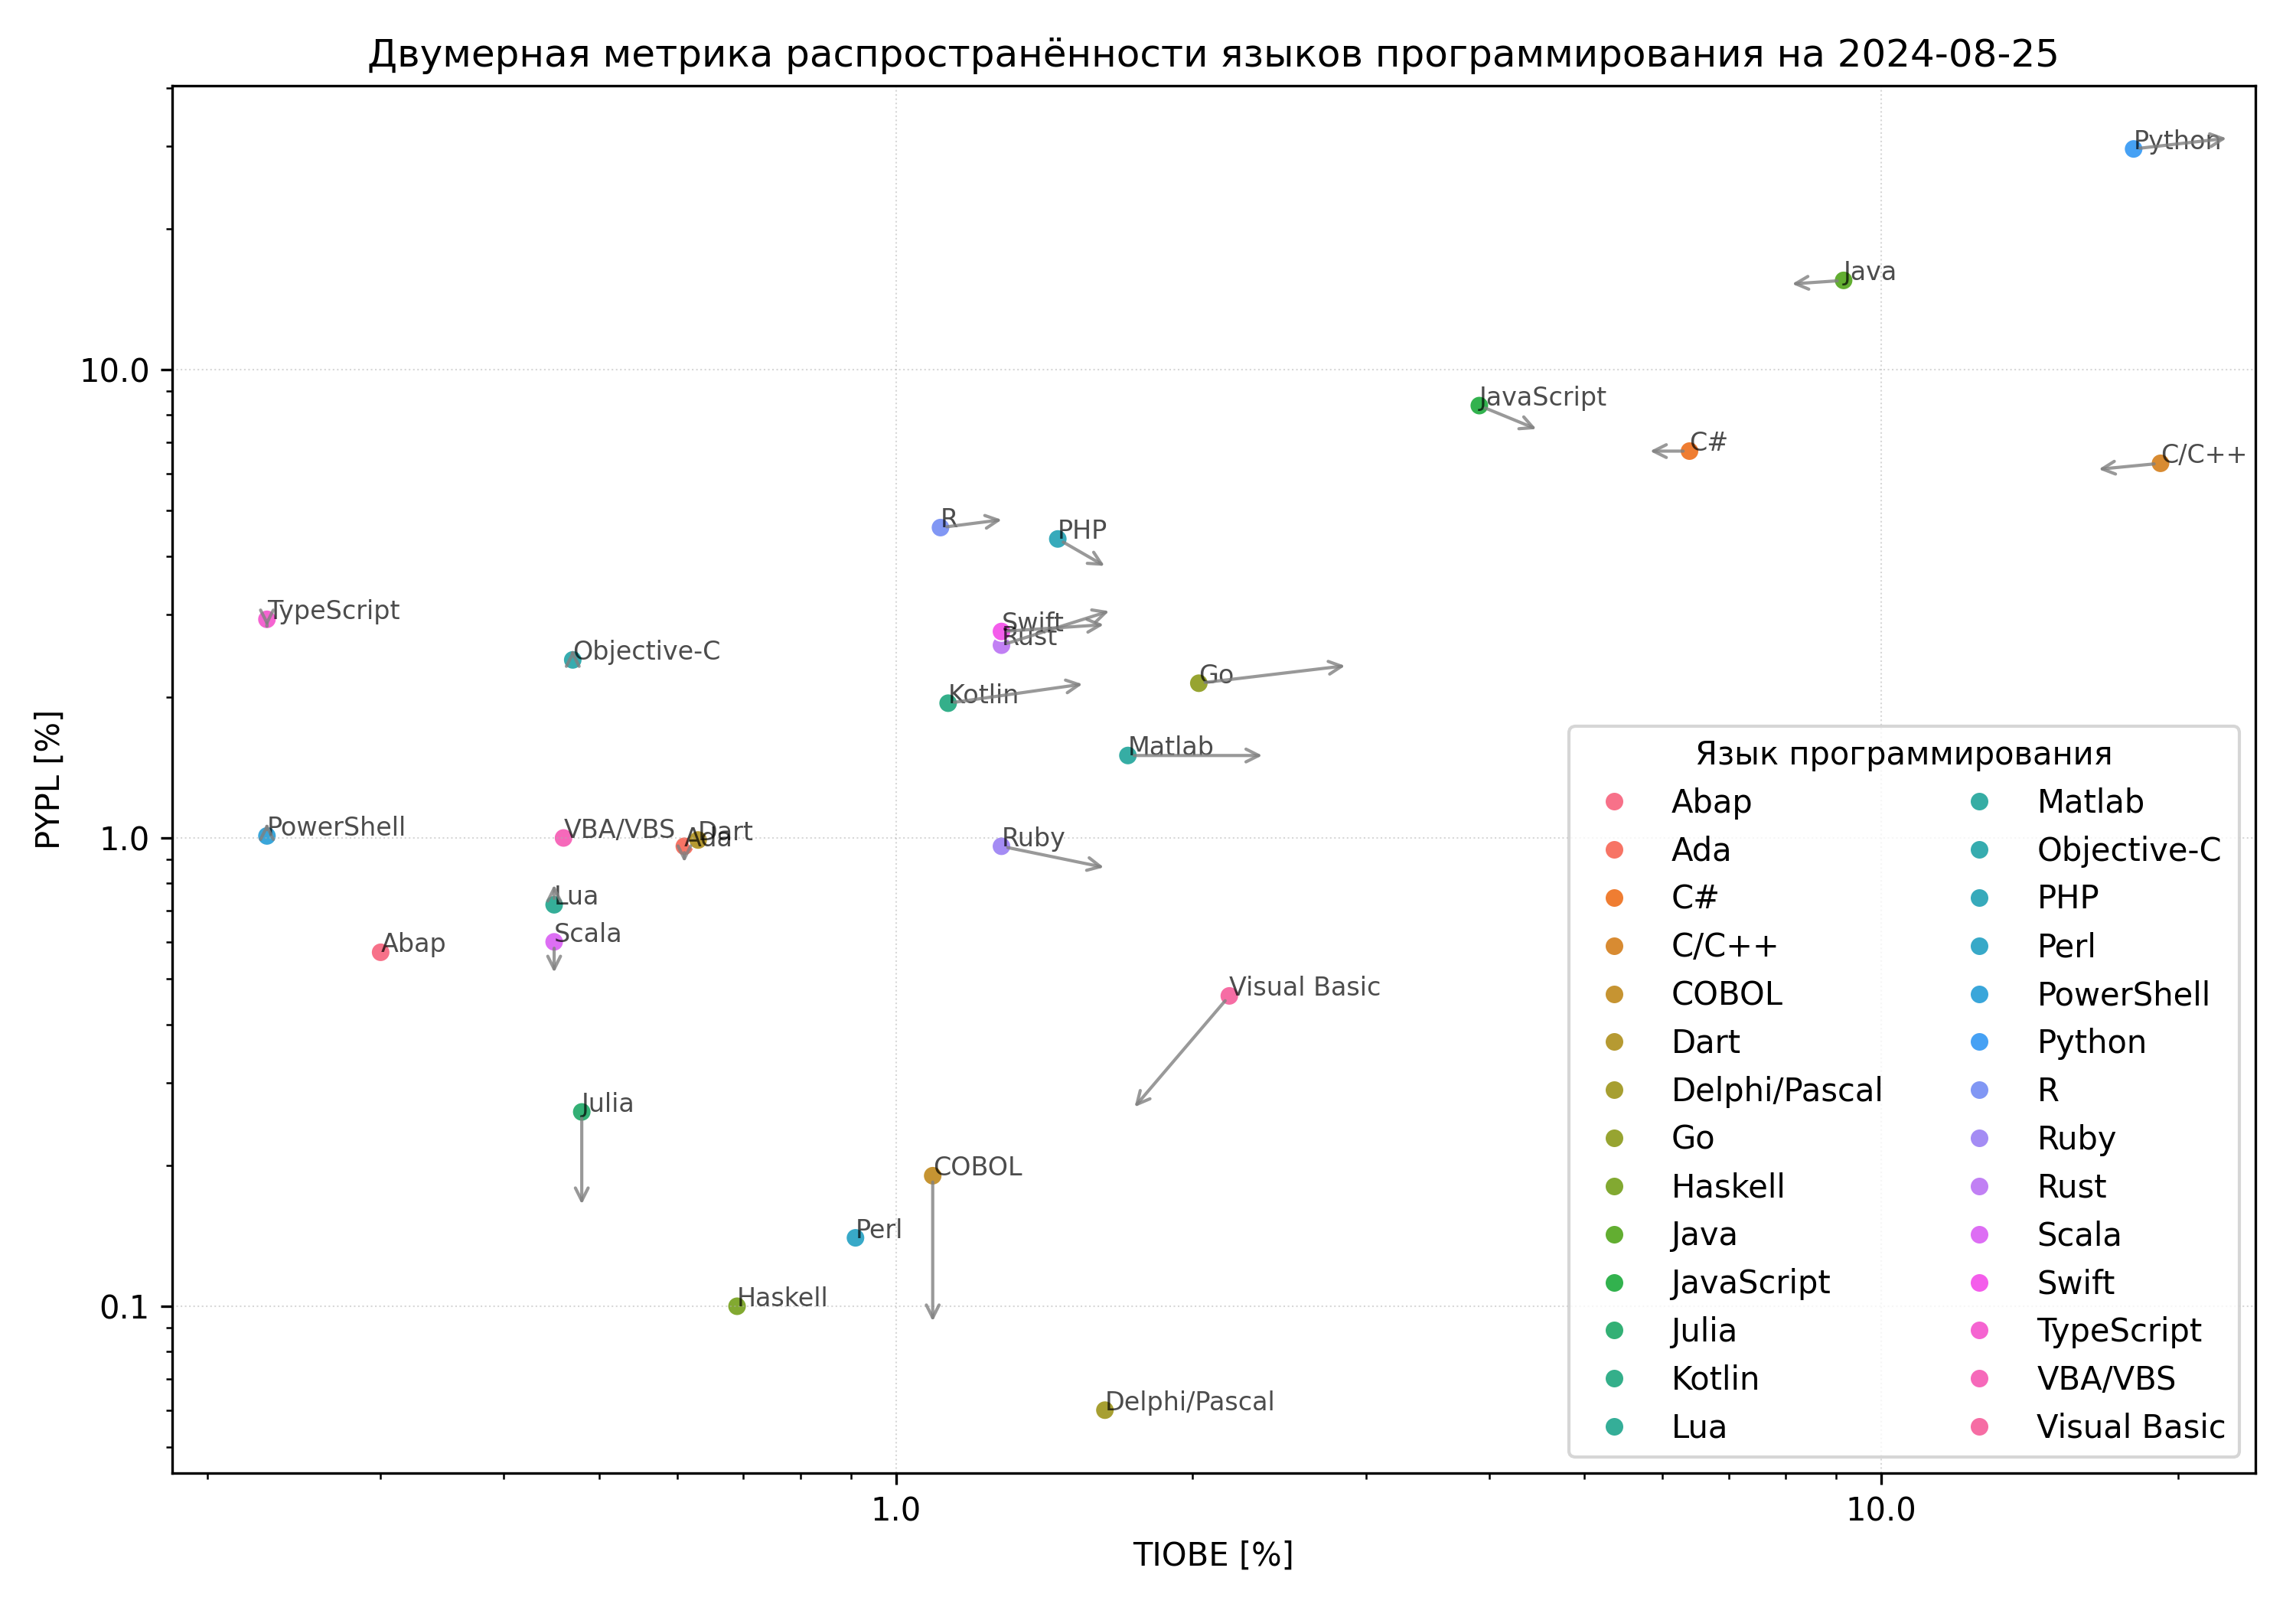 Двумерная метрика распространённости языков программирования на 2024-08-25
Python
Java
10.0
JavaScript
C#
C/C++
R
PHP
TypeScript
Swift
Rust
Objective-C
Go
Kotlin
Matlab
PYPL [%]
1.0
PowerShell
VBA/VBS
Dart
Ada
Ruby
Lua
Scala
Abap
Visual Basic
Julia
COBOL
Perl
Haskell
0.1
Delphi/Pascal
Язык программирования
Abap
Ada
C#
C/C++
COBOL
Dart
Delphi/Pascal
Go
Haskell
Java
JavaScript
Julia
Kotlin
Lua
Matlab
Objective-C
PHP
Perl
PowerShell
Python
R
Ruby
Rust
Scala
Swift
TypeScript
VBA/VBS
Visual Basic
1.0
10.0
TIOBE [%]